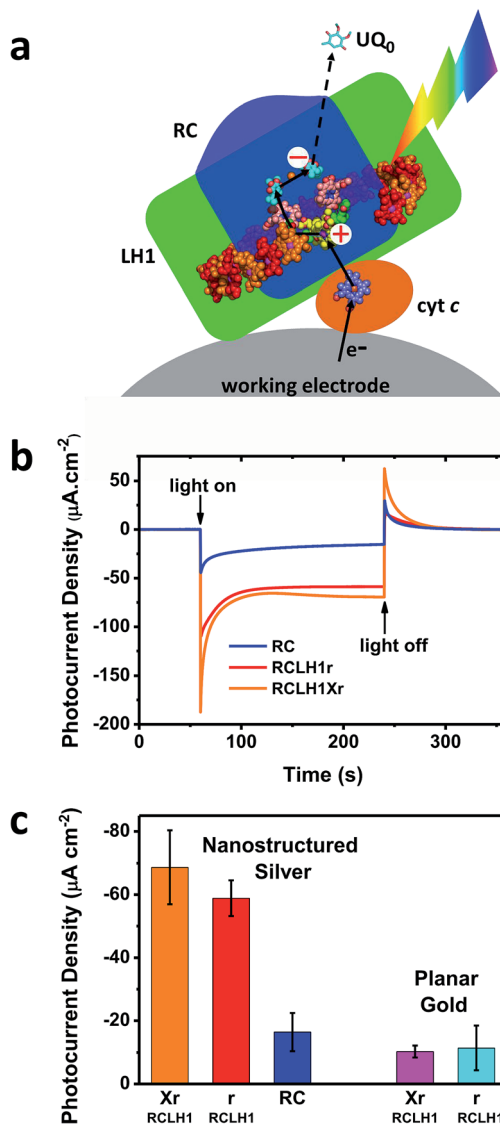 a
UQ0
RC
LH1
−
+
cyt c
e-
working electrode
b
Photocurrent Density (µA.cm-2)
50
0
-50
-100
-150
-200
light on
light off
RC
RCLH1r
RCLH1Xr
0
100
200
300
Time (s)
c
Photocurrent Density (µA cm-2)
-80
-60
-40
-20
0
Nanostructured
Silver
Planar
Gold
Xr r RC Xr r
RCLH1 RCLH1 RCLH1 RCLH1